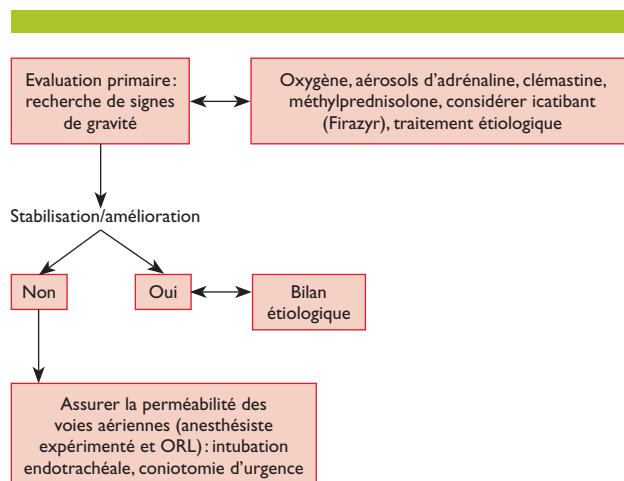 Evaluation primaire :
recherche de signes
de gravité
Oxygène, aérosols d'adrénaline, clémastine,
méthylprednisolone, considérer icatibant
(Firazyr), traitement étiologique
Stabilisation/amélioration
Non
Oui
Bilan
étiologique
Assurer la perméabilité des
voies aériennes (anesthésiste
expérimenté et ORL) : intubation
endotrachéale, coniotomie d'urgence